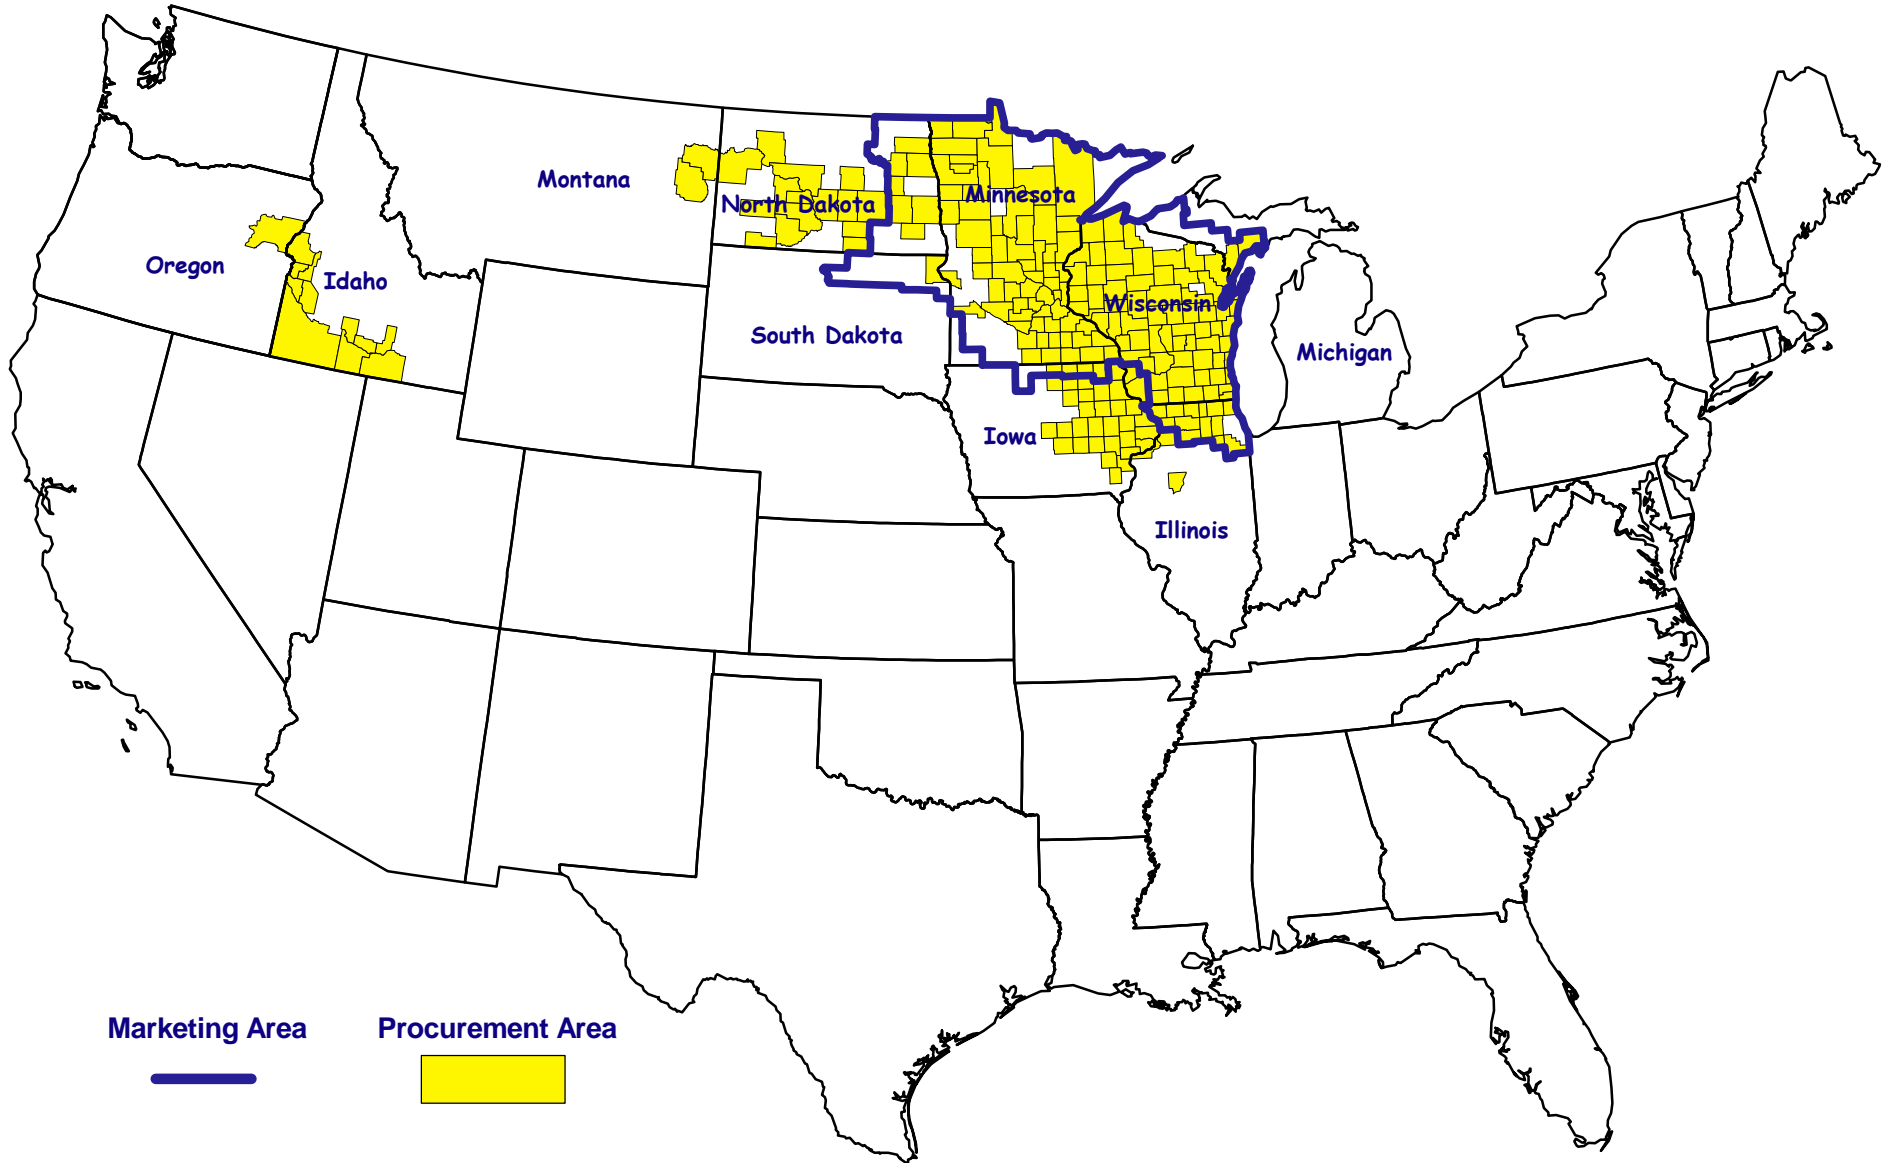 Montana
North Dakota
Minnesota
Oregon
Idaho
Wisconsin
South Dakota
Michigan
Iowa
Illinois
Marketing Area
Procurement Area